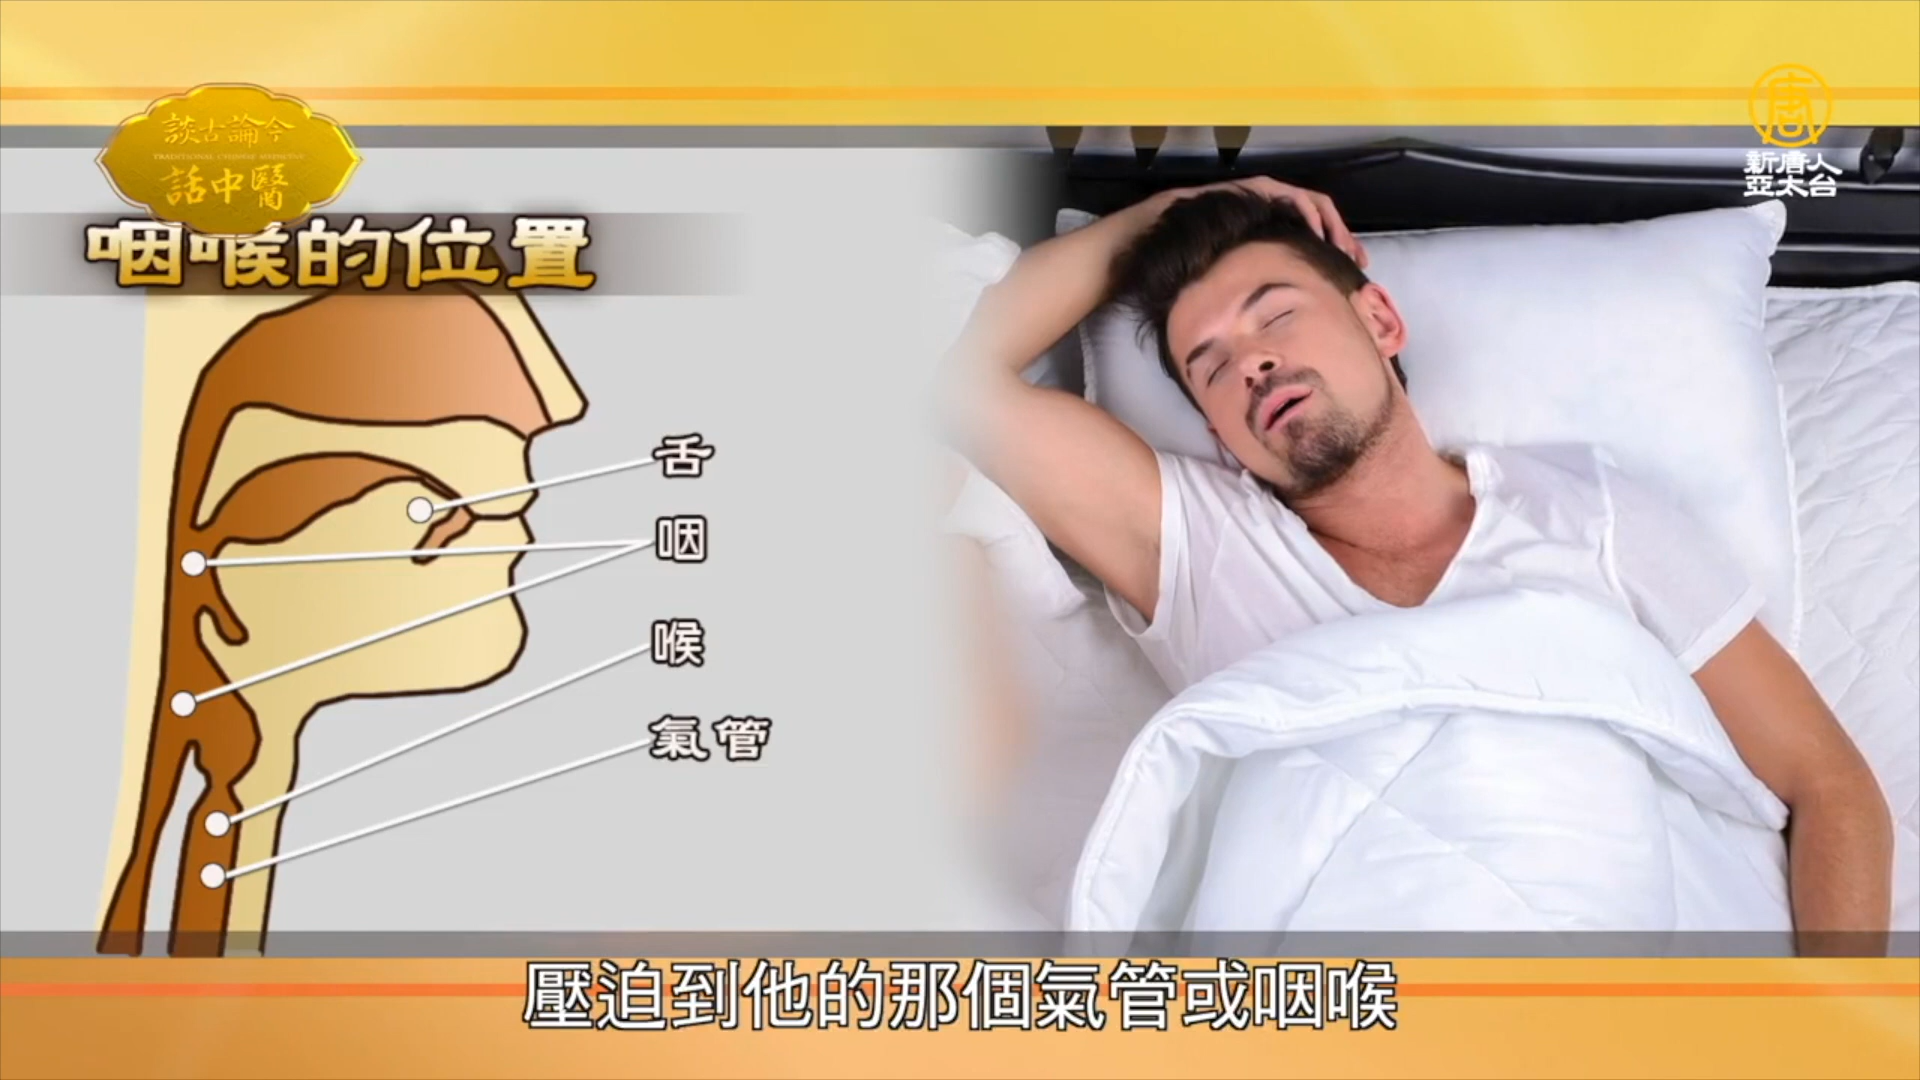 談古論今
TRADITIONAL CHINESE MEDICINE
話中醫
新唐人
亞太台
咽喉的位置
舌
咽
喉
氣管
壓迫到他的那個氣管或咽喉